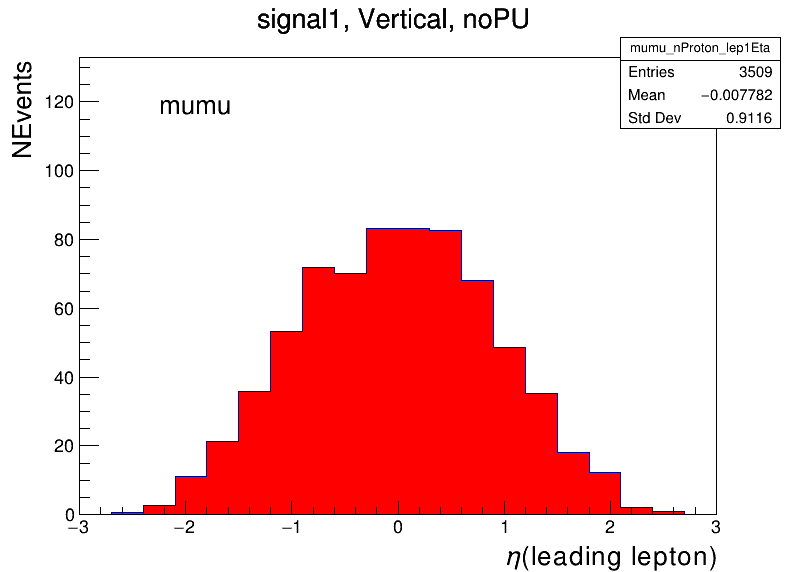 signal1, Vertical, noPU
mumu_nProton_lep1Eta
Entries 3509
Mean −0.007782
Std Dev 0.9116
NEvents
mumu
120
100
80
60
40
20
0
−3 −2 −1 0 1 2 3
η(leading lepton)